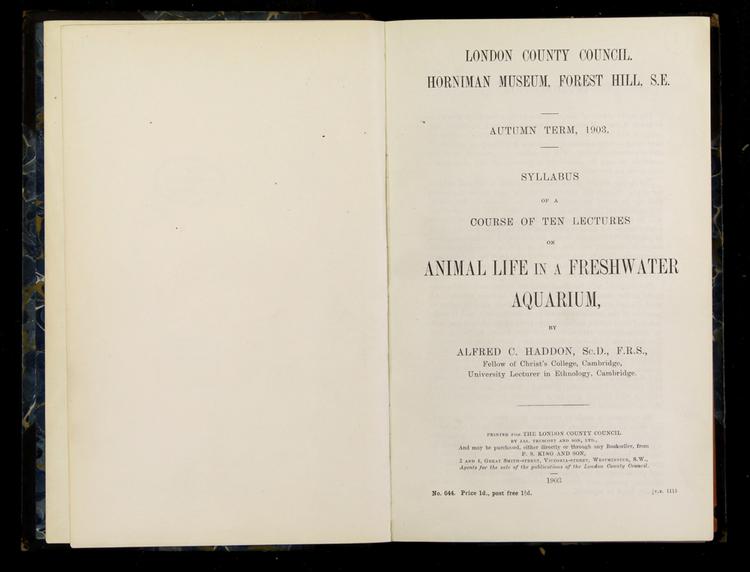 LONDON COUNTY COUNCIL.
HORNIMAN MUSEUM, FOREST HILL, S.E.
AUTUMN TERM, 1903.
SYLLABUS
OF A
COURSE OF TEN LECTURES
ON
ANIMAL LIFE IN A FRESHWATER
AQUARIUM,
BY
ALFRED C. HADDON, Sc.D., F.R.S.,
Fellow of Christ's College, Cambridge,
University Lecturer in Ethnology, Cambridge.
PRINTED FOR THE LONDON COUNTY COUNCIL
BY JAS. TRUSCOTT AND SON, LTD.,
And may be purchased, either directly or through any Bookseller, from
P. S. KING AND SON,
2 AND 4, GREAT SMITH-STREET, VICTORIA-STREET, WESTMINSTER, S.W.,
Agents for the sale of the publications of the London County Council.
1903
No. 644. Price 1d., post free 1½d.